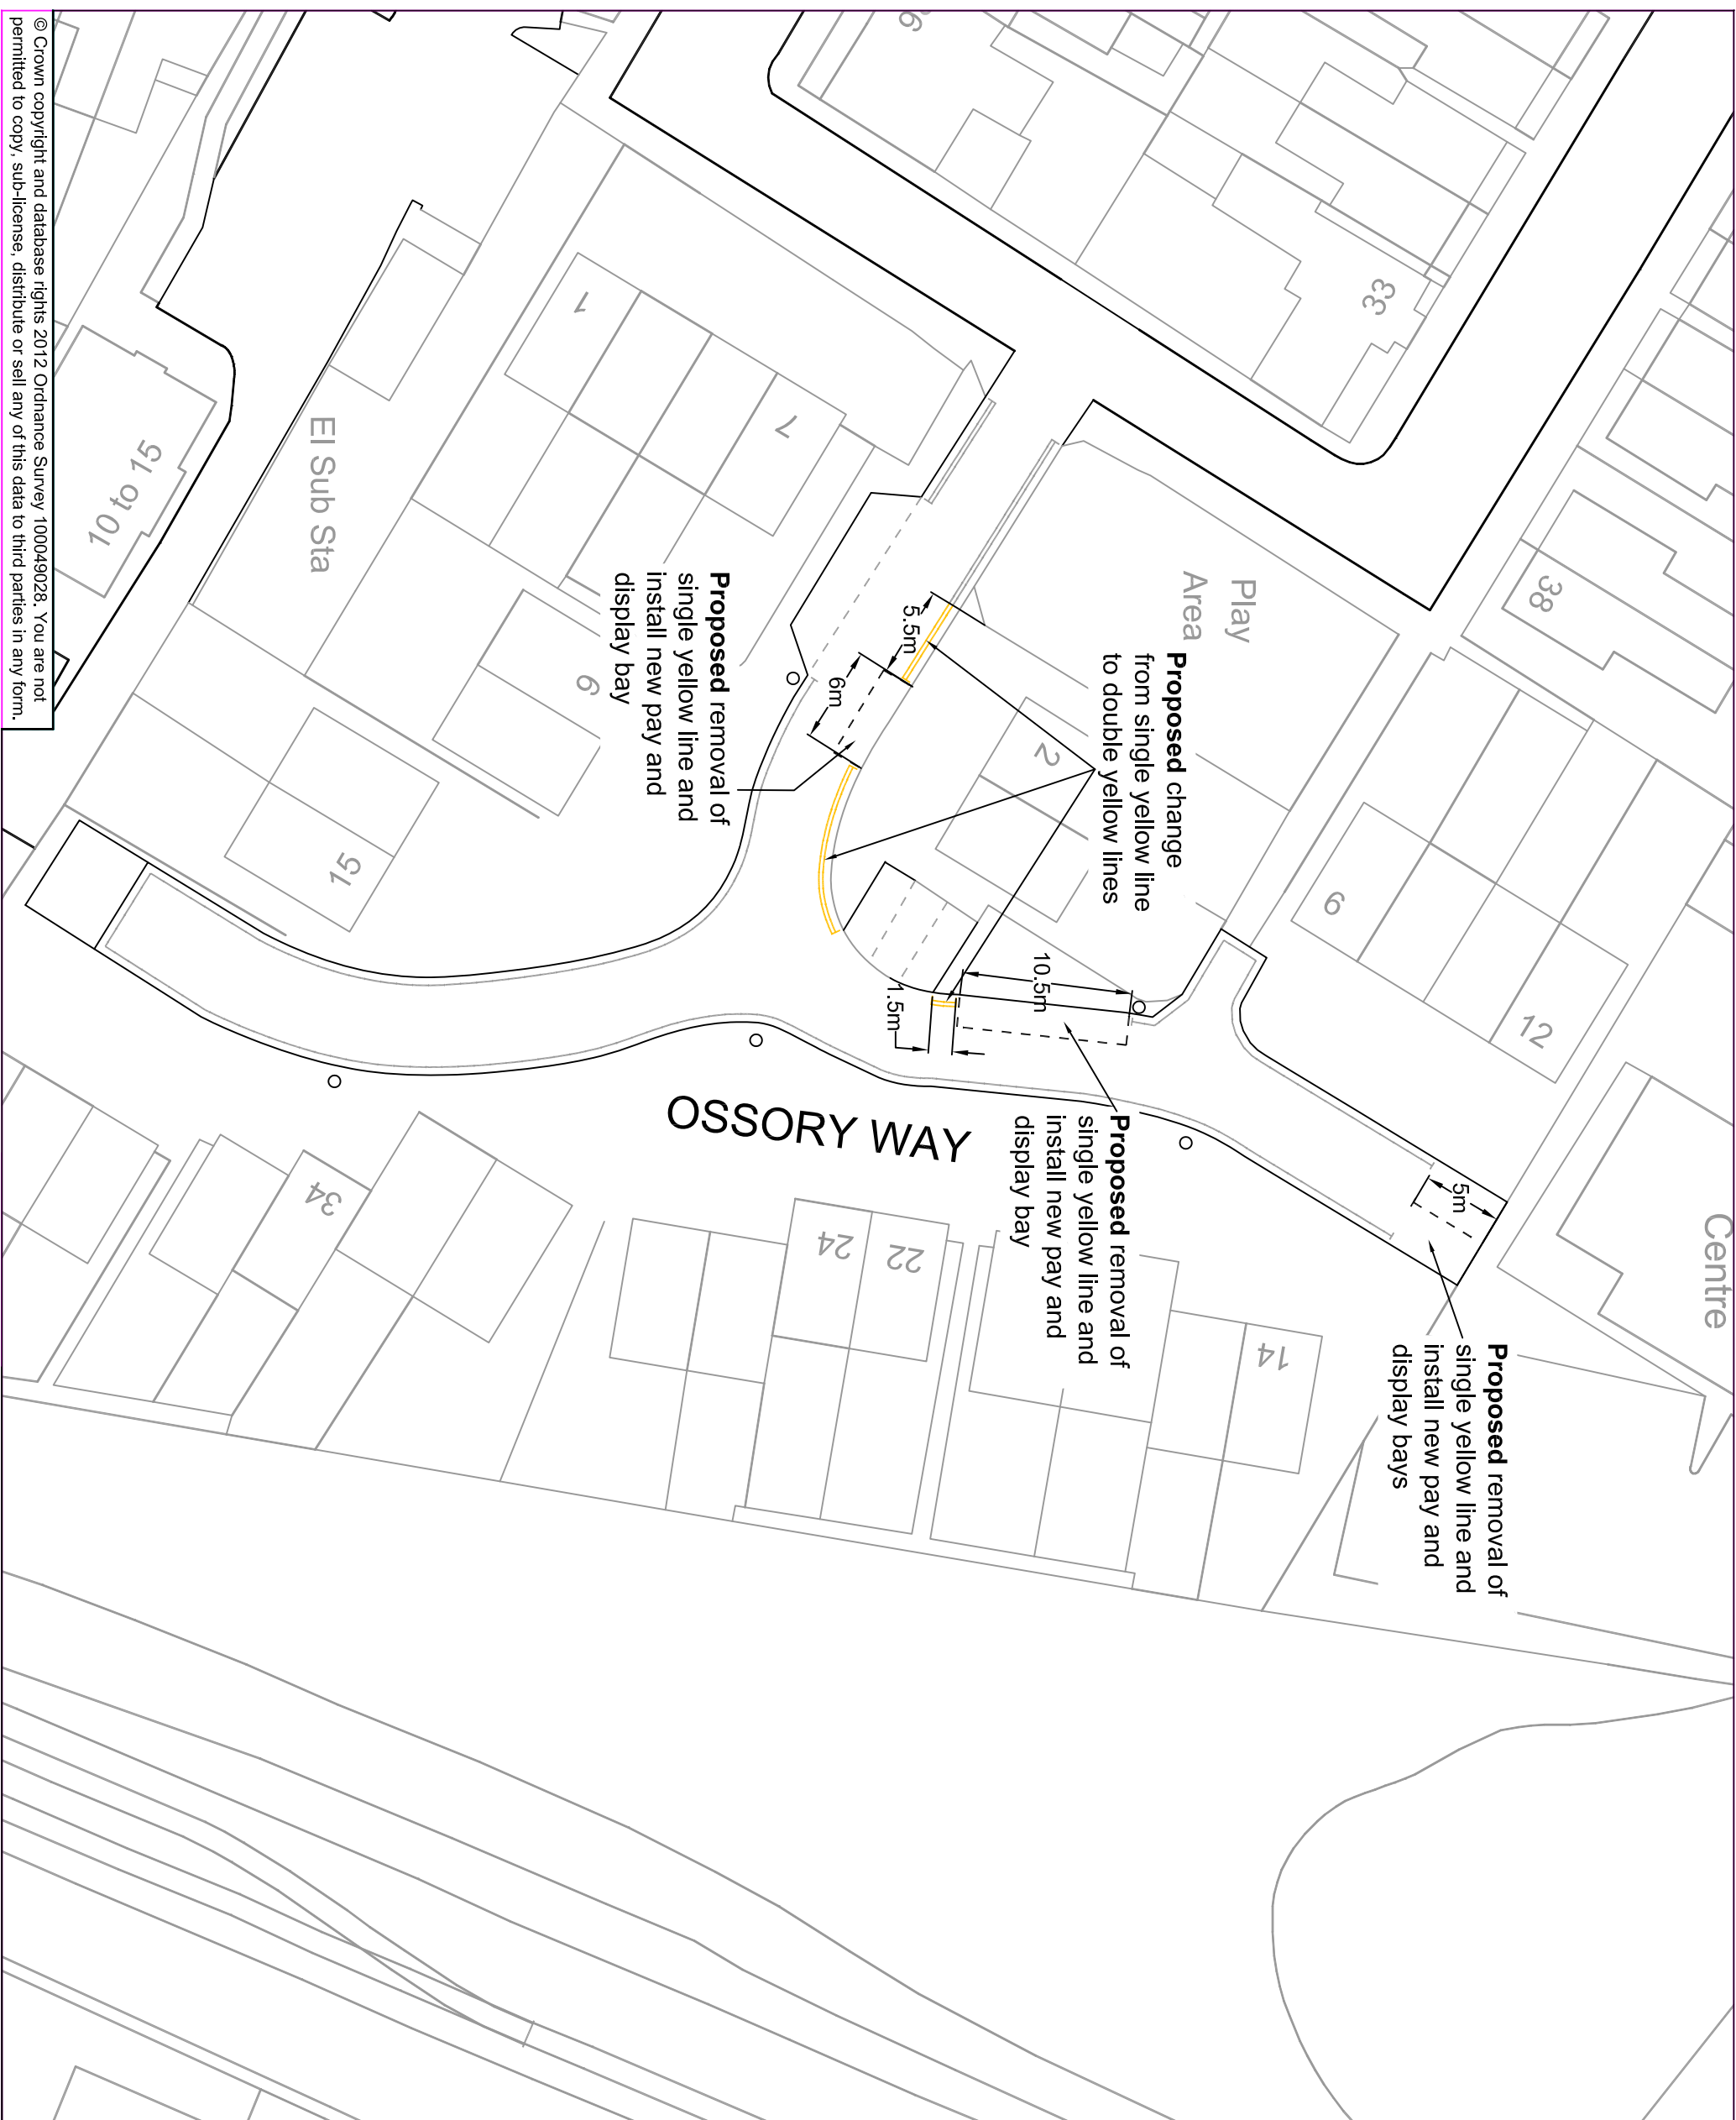 Centre
Proposed removal of
single yellow line and
install new pay and
display bays
5m
12
6
38
33
Play
Area
Proposed change
from single yellow line
to double yellow lines
2
10.5m
1.5m
5.5m
6m
Proposed removal of
single yellow line and
install new pay and
display bay
14
22
24
34
OSSORY WAY
Proposed removal of
single yellow line and
install new pay and
display bay
1
7
9
15
El Sub Sta
10 to 15
© Crown copyright and database rights 2012 Ordnance Survey 100049028. You are not
permitted to copy, sub-license, distribute or sell any of this data to third parties in any form.